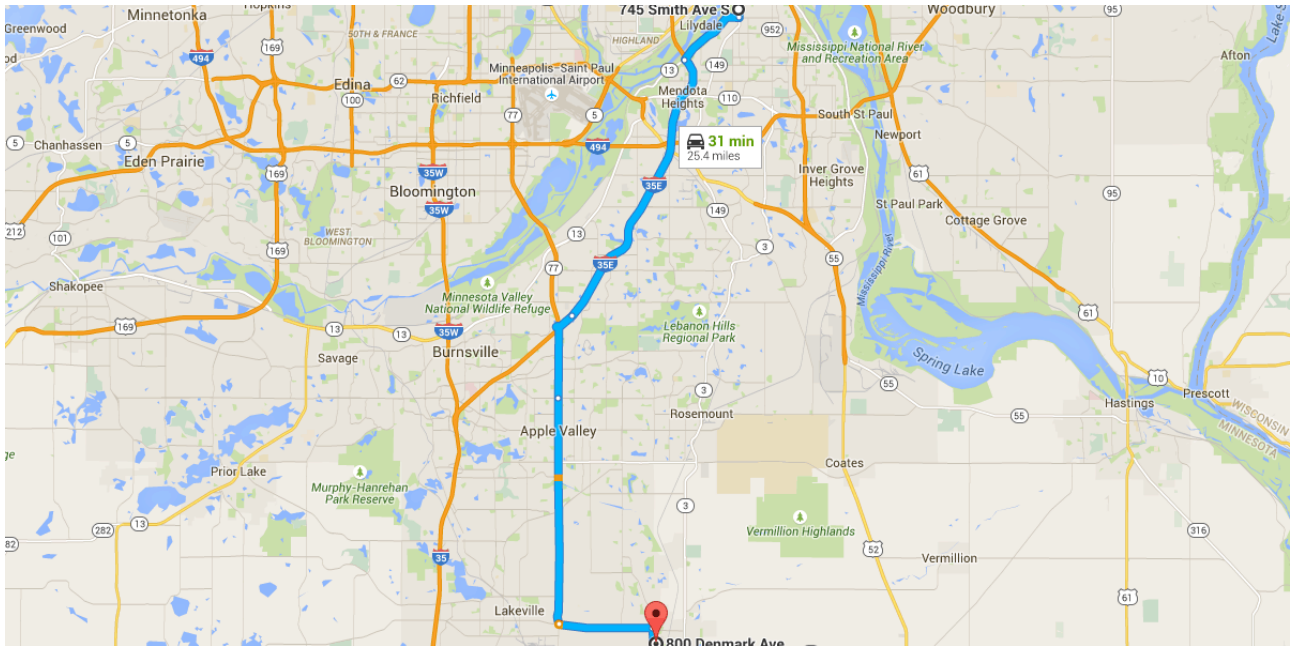 Minnetonka
Hopkins
745 Smith Ave S
Lilydale
Woodbury
95
Greenwood
169
50TH & FRANCE
HIGHLAND
952
Mississippi National River
and Recreation Area
Afton
494
Edina
62
Minneapolis-Saint Paul
International Airport
13
149
100
Richfield
77
Mendota
Heights
110
5
South St Paul
Newport
5
Chanhassen
Eden Prairie
494
31 min
25.4 miles
5
169
35W
Bloomington
35W
35E
Inver Grove
Heights
61
St Paul Park
95
Cottage Grove
212
101
WEST
BLOOMINGTON
169
13
149
3
55
Mississippi River
77
35E
Shakopee
Minnesota Valley
National Wildlife Refuge
Lebanon Hills
Regional Park
61
169
13
13
35W
Burnsville
Savage
Spring Lake
3
55
10
Prescott
Hastings
55
WISCONSIN
MINNESOTA
Rosemount
Apple Valley
Prior Lake
Murphy-Hanrehan
Park Reserve
Coates
3
Vermillion Highlands
282
13
316
52
Vermillion
35
61
Lakeville
800 Denmark Ave